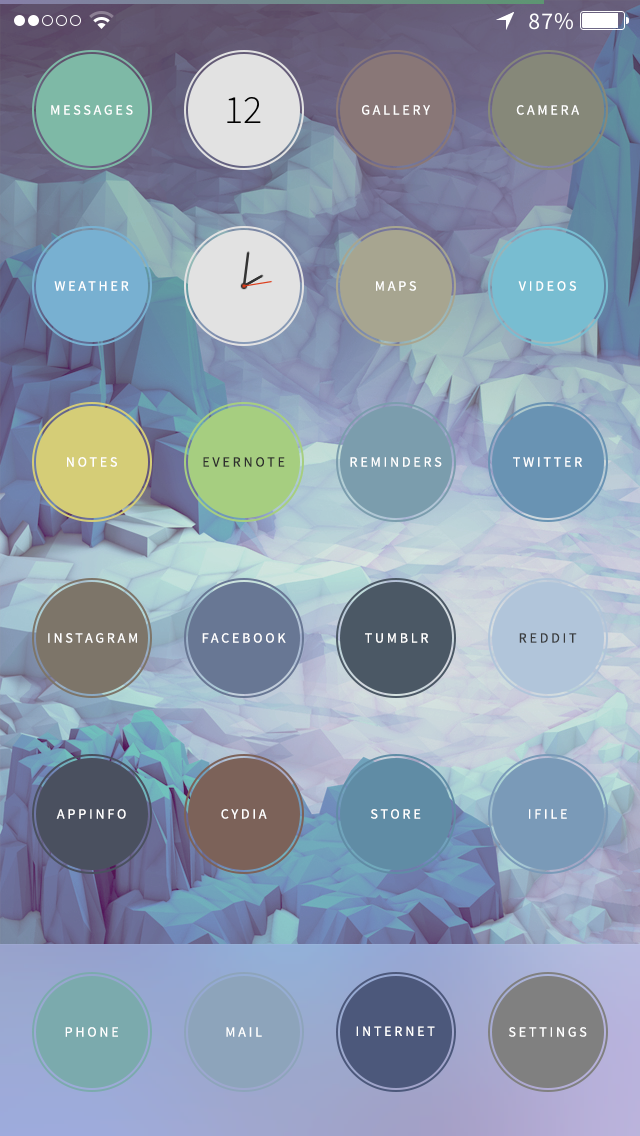 87%
MESSAGES
12
GALLERY
CAMERA
WEATHER
MAPS
VIDEOS
NOTES
EVERNOTE
REMINDERS
TWITTER
INSTAGRAM
FACEBOOK
TUMBLR
REDDIT
APPINFO
CYDIA
STORE
IFILE
PHONE
MAIL
INTERNET
SETTINGS